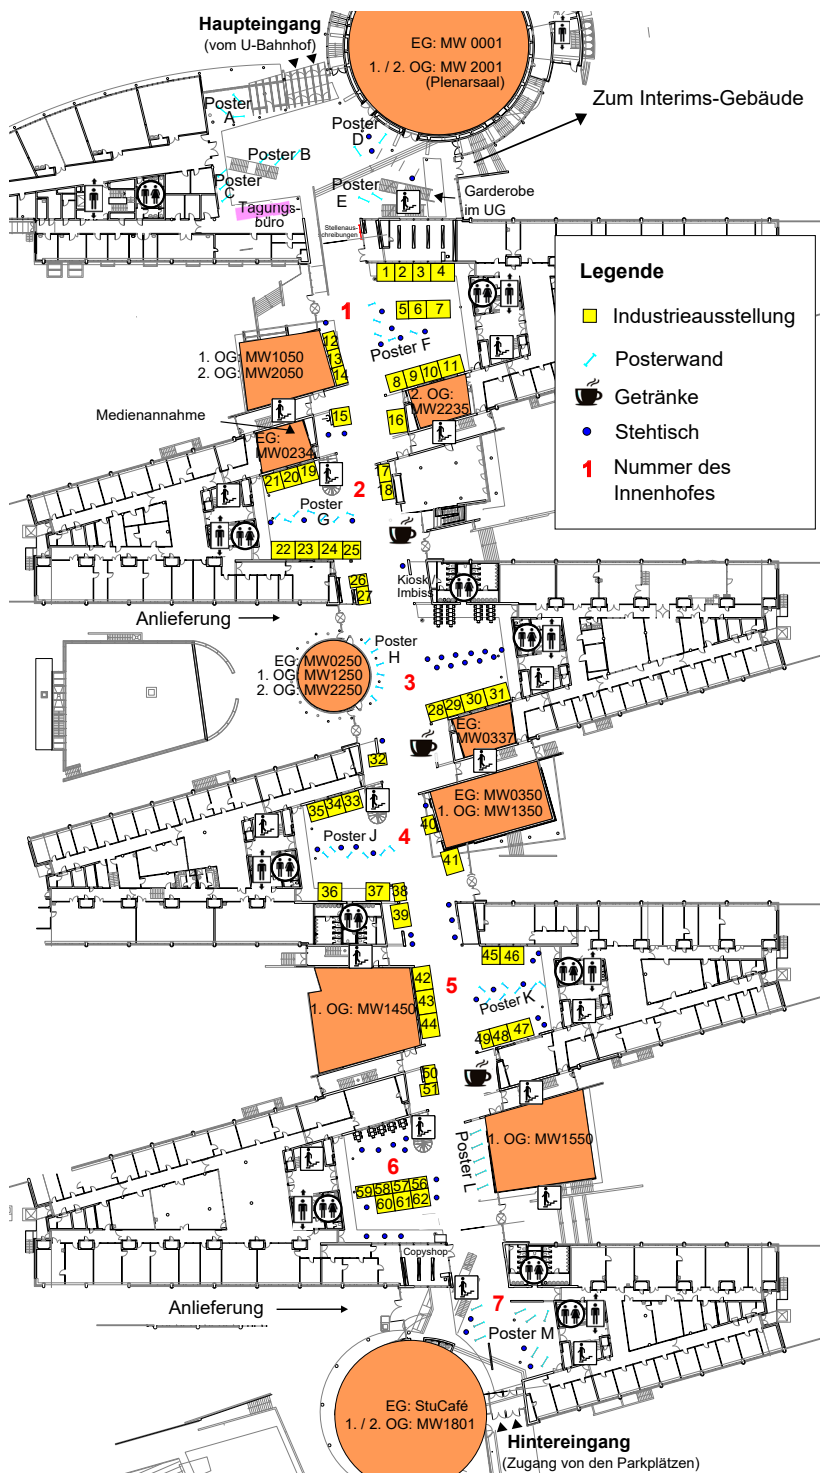 Haupteingang
(vom U-Bahnhof)
EG: MW 0001
1. / 2. OG: MW 2001
(Plenarsaal)
Zum Interims-Gebäude
Poster
A
Poster B
Poster
C
Poster
D
Poster
E
Garderobe
im UG
Tagungs-
büro
Stellenaus-
schreibungen
1 2 3 4
5 6 7
1
Poster F
12
13
14
1. OG: MW1050
2. OG: MW2050
8 9 10 11
2. OG:
MW2235
Medienannahme
15
16
EG:
MW0234
Legende
Industrieausstellung
Posterwand
Getränke
Stehtisch
1 Nummer des
Innenhofes
21 20 19
2
17
18
Poster
G
22 23 24 25
26
27
Kiosk /
Imbiss
Anlieferung
Poster
H
EG: MW0250
1. OG: MW1250
2. OG: MW2250
3
28 29 30 31
EG:
MW0337
32
35 34 33
EG: MW0350
1. OG: MW1350
Poster J
4
40
41
36
37
38
39
45 46
42
43
44
5
1. OG: MW1450
Poster K
49 48 47
50
51
Poster L
1. OG: MW1550
6
59 58 57 56
60 61 62
Copyshop
7
Anlieferung
Poster M
EG: StuCafé
1. / 2. OG: MW1801
Hintereingang
(Zugang von den Parkplätzen)